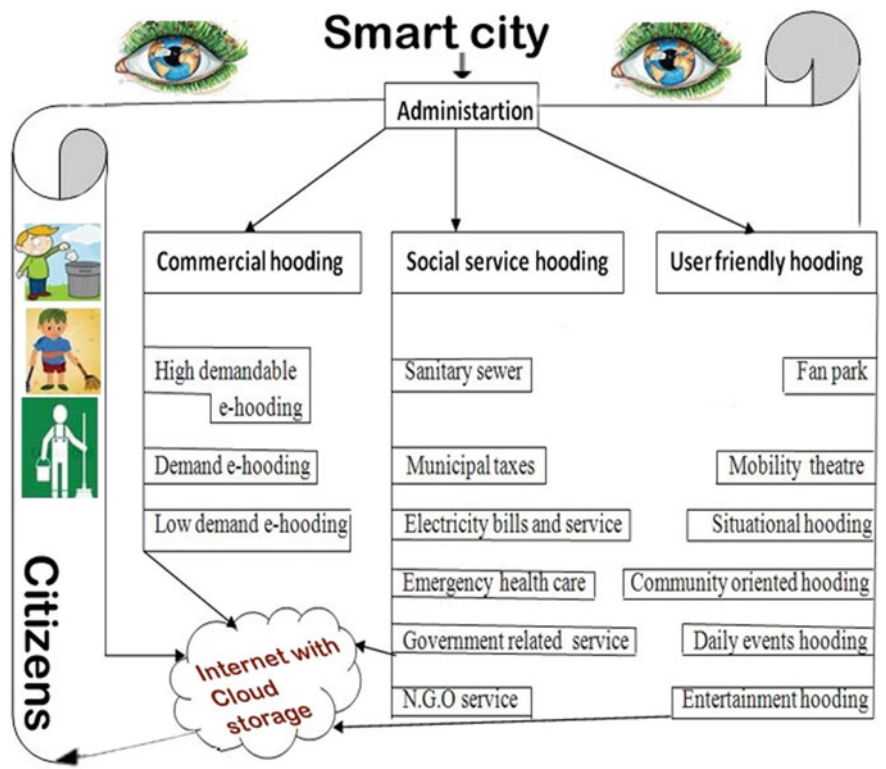 Smart city
Administartion
Commercial hooding
Social service hooding
User friendly hooding
High demandable
e-hooding
Demand e-hooding
Low demand e-hooding
Sanitary sewer
Municipal taxes
Electricity bills and service
Emergency health care
Government related service
N.G.O service
Fan park
Mobility theatre
Situational hooding
Community oriented hooding
Daily events hooding
Entertainment hooding
Internet with
Cloud
storage
Citizens